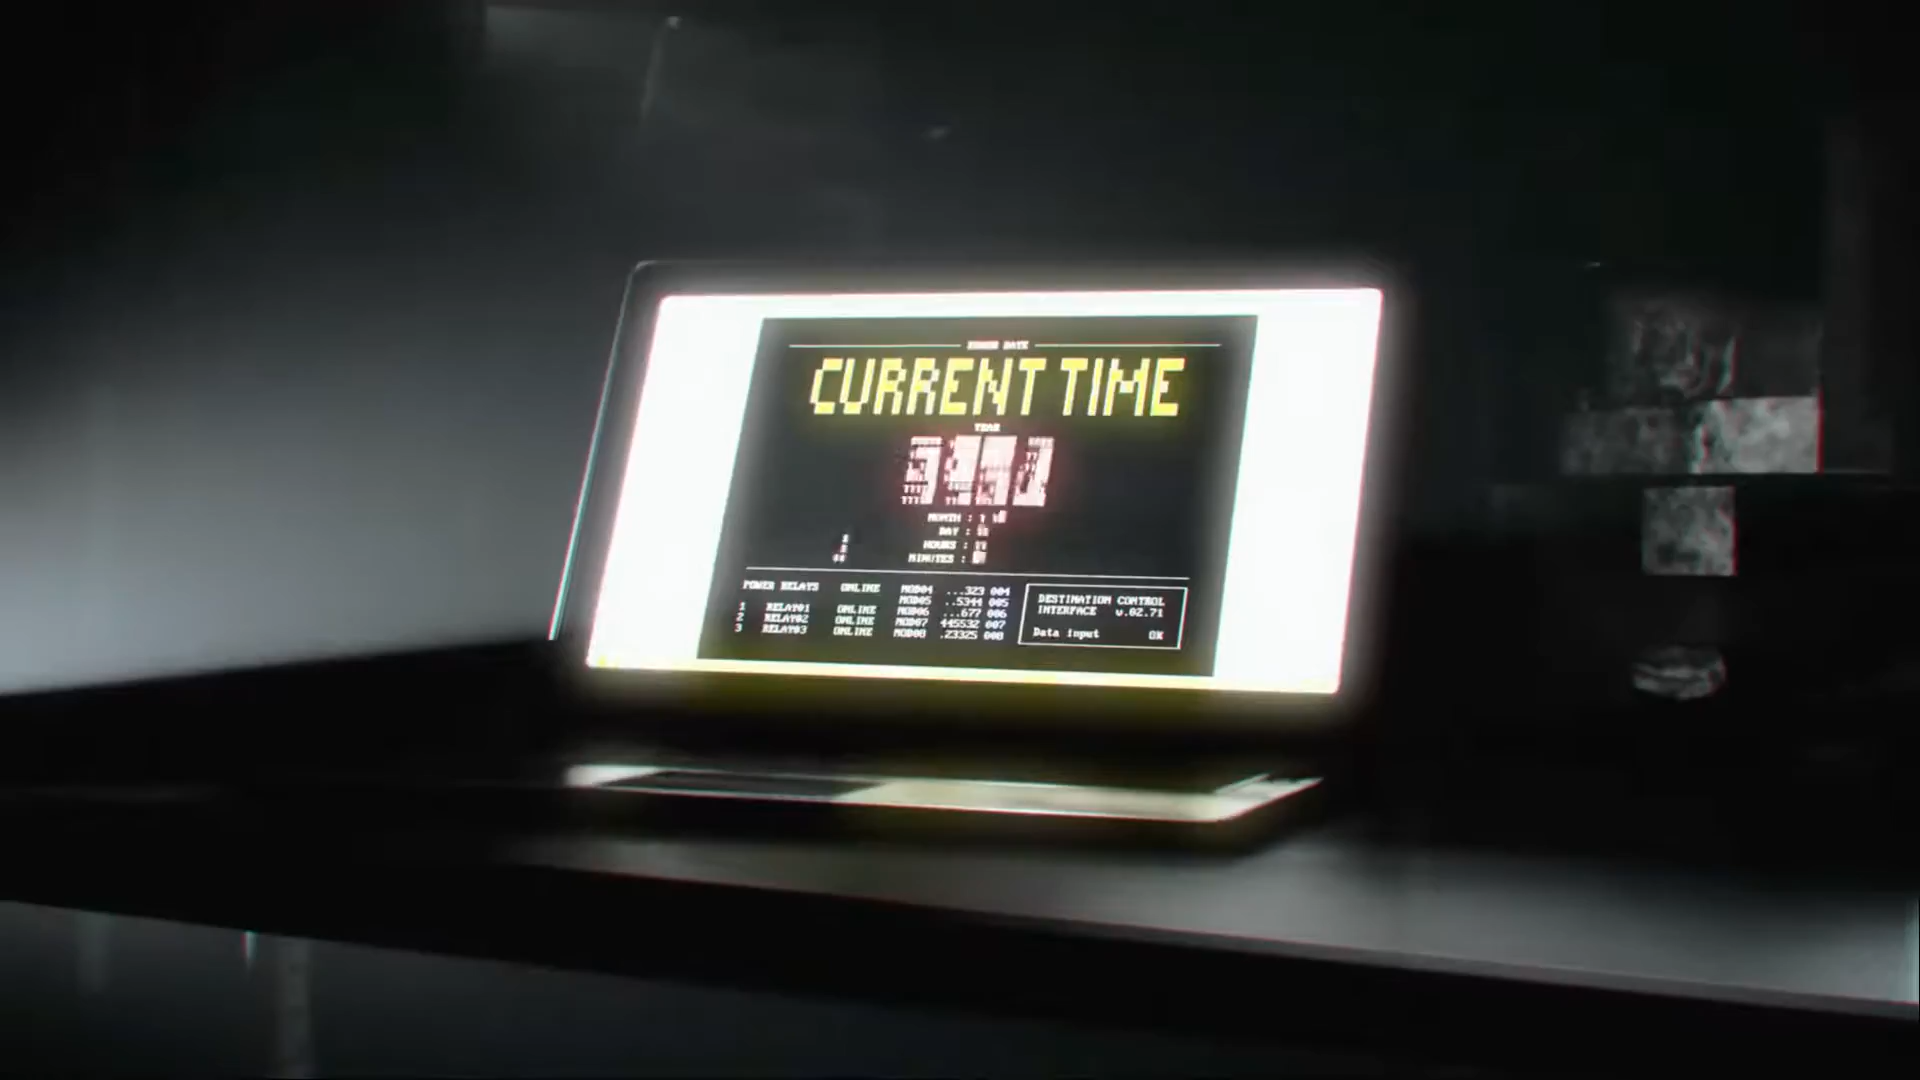 CURRENT TIME
YEAR
MONTH :
DAY :
HOURS :
MINUTES :
POWER RELAYS ONLINE
1 RELAY01 ONLINE
2 RELAY02 ONLINE
3 RELAY03 ONLINE
MOD04 ...323 004
MOD05 ..5344 005
MOD06 ...677 006
MOD07 445532 007
MOD08 .23325 008
DESTINATION CONTROL
INTERFACE v.02.71
Data input OK